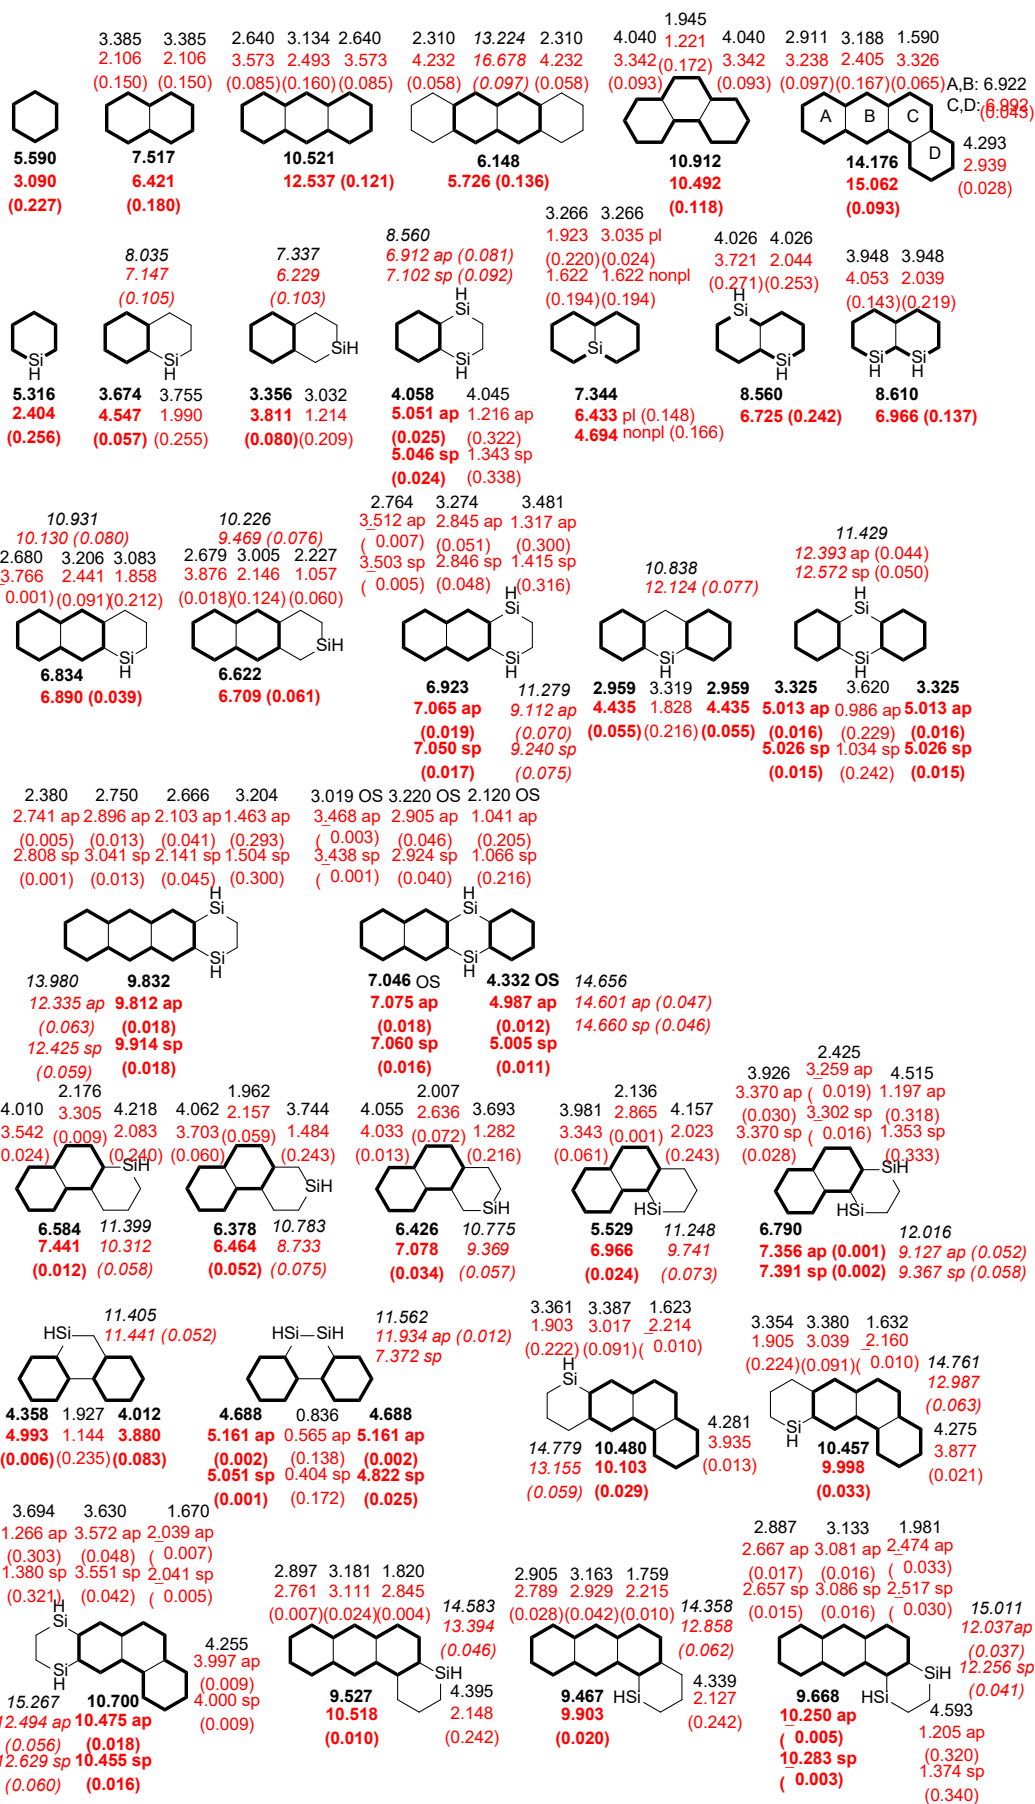 1.945
3.385 3.385 2.640 3.134 2.640 2.310 13.224 2.310 4.040 1.221 4.040 2.911 3.188 1.590
2.106 2.106 3.573 2.493 3.573 4.232 16.678 4.232 3.342 (0.172) 3.342 3.238 2.405 3.326
(0.150) (0.150) (0.085) (0.160) (0.085) (0.058) (0.097) (0.058) (0.093) (0.093) (0.097) (0.167) (0.065) A,B: 6.922
C,D: 6.992
(0.043)
A B C
D 4.293
5.590 7.517 10.521 6.148 10.912 14.176 2.939
3.090 6.421 12.537 (0.121) 5.726 (0.136) 10.492 15.062 (0.028)
(0.227) (0.180) (0.118) (0.093)
3.266 3.266
8.560 1.923 3.035 pl 4.026 4.026
8.035 7.337 6.912 ap (0.081) (0.220) (0.024) 3.721 2.044 3.948 3.948
7.147 6.229 7.102 sp (0.092) 1.622 1.622 nonpl (0.271) (0.253) 4.053 2.039
(0.105) (0.103) (0.194) (0.194) (0.143) (0.219)
H H
Si Si
SiH Si
Si Si Si Si Si Si
H H H H H H
5.316 3.674 3.755 3.356 3.032 4.058 4.045 7.344 8.560 8.610
2.404 4.547 1.990 3.811 1.214 5.051 ap 1.216 ap 6.433 pl (0.148) 6.725 (0.242) 6.966 (0.137)
(0.256) (0.057) (0.255) (0.080) (0.209) (0.025) (0.322) 4.694 nonpl (0.166)
5.046 sp 1.343 sp
(0.024) (0.338)
2.764 3.274 3.481
10.931 10.226 3.512 ap 2.845 ap 1.317 ap 11.429
10.130 (0.080) 9.469 (0.076) (_0.007) (0.051) (0.300) 12.393 ap (0.044)
2.680 3.206 3.083 2.679 3.005 2.227 3.503 sp 2.846 sp 1.415 sp 10.838 12.572 sp (0.050)
3.766 2.441 1.858 3.876 2.146 1.057 (_0.005) (0.048) (0.316) 12.124 (0.077)
0.001) (0.091) (0.212) (0.018) (0.124) (0.060)
H H
Si Si
SiH
Si Si Si Si
H H H H
6.834 6.622 6.923 11.279 2.959 3.319 2.959 3.325 3.620 3.325
6.890 (0.039) 6.709 (0.061) 7.065 ap 9.112 ap 4.435 1.828 4.435 5.013 ap 0.986 ap 5.013 ap
(0.019) (0.070) (0.055) (0.216) (0.055) (0.016) (0.229) (0.016)
7.050 sp 9.240 sp 5.026 sp 1.034 sp 5.026 sp
(0.017) (0.075) (0.015) (0.242) (0.015)
2.380 2.750 2.666 3.204 3.019 OS 3.220 OS 2.120 OS
2.741 ap 2.896 ap 2.103 ap 1.463 ap 3.468 ap 2.905 ap 1.041 ap
(0.005) (0.013) (0.041) (0.293) (_0.003) (0.046) (0.205)
2.808 sp 3.041 sp 2.141 sp 1.504 sp 3.438 sp 2.924 sp 1.066 sp
(0.001) (0.013) (0.045) (0.300) (_0.001) (0.040) (0.216)
H H
Si Si
Si Si
H H
13.980 9.832 7.046 OS 4.332 OS 14.656
12.335 ap 9.812 ap 7.075 ap 4.987 ap 14.601 ap (0.047)
(0.063) (0.018) (0.018) (0.012) 14.660 sp (0.046)
12.425 sp 9.914 sp 7.060 sp 5.005 sp
(0.059) (0.018) (0.016) (0.011)
2.425
2.176 1.962 2.007 2.136 3.926 3.259 ap 4.515
4.010 3.305 4.218 4.062 2.157 3.744 4.055 2.636 3.693 3.981 2.865 4.157 3.370 ap (_0.019) 1.197 ap
3.542 (0.009) 2.083 3.703 (0.059) 1.484 4.033 (0.072) 1.282 3.343 (0.001) 2.023 (0.030) 3.302 sp (0.318)
0.024) (0.240) (0.060) (0.243) (0.013) (0.216) (0.061) (0.243) 3.370 sp (_0.016) 1.353 sp
(0.028) (0.333)
SiH SiH SiH HSi SiH
HSi
6.584 11.399 6.378 10.783 6.426 10.775 5.529 11.248 6.790 12.016
7.441 10.312 6.464 8.733 7.078 9.369 6.966 9.741 7.356 ap (0.001) 9.127 ap (0.052)
(0.012) (0.058) (0.052) (0.075) (0.034) (0.057) (0.024) (0.073) 7.391 sp (0.002) 9.367 sp (0.058)
11.405 11.562 3.361 3.387 1.623 3.354 3.380 1.632
HSi 11.441 (0.052) HSi SiH 11.934 ap (0.012) 1.903 3.017 2.214 1.905 3.039 2.160
7.372 sp (0.222) (0.091) (_0.010) (0.224) (0.091) (_0.010) 14.761
H 12.987
Si (0.063)
4.358 1.927 4.012 4.688 0.836 4.688 4.281 Si 4.275
4.993 1.144 3.880 5.161 ap 0.565 ap 5.161 ap 14.779 10.480 3.935 H 10.457 3.877
(0.006) (0.235) (0.083) (0.002) (0.138) (0.002) 13.155 10.103 (0.013) 9.998 (0.021)
5.051 sp 0.404 sp 4.822 sp (0.059) (0.029) (0.033)
(0.001) (0.172) (0.025)
3.694 3.630 1.670
1.266 ap 3.572 ap 2.039 ap 2.887 3.133 1.981
(0.303) (0.048) (_0.007) 2.667 ap 3.081 ap 2.474 ap
1.380 sp 3.551 sp 2.041 sp 2.897 3.181 1.820 2.905 3.163 1.759 (0.017) (0.016) (_0.033)
(0.321) (0.042) (_0.005) 2.761 3.111 2.845 2.789 2.929 2.215 2.657 sp 3.086 sp 2.517 sp
(0.007) (0.024) (0.004) 14.583 (0.028) (0.042) (0.010) 14.358 (0.015) (0.016) (_0.030) 15.011
H 13.394 12.858 12.037ap
Si (0.046) (0.062) (0.037)
4.255 12.256 sp
Si 3.997 ap SiH 4.339 SiH (0.041)
H (0.009) 4.395 HSi 2.127 HSi
15.267 10.700 4.000 sp 9.527 2.148 9.467 (0.242) 9.668 4.593
12.494 ap 10.475 ap (0.009) 10.518 (0.242) 9.903 10.250 ap 1.205 ap
(0.056) (0.018) (0.010) (0.020) (_0.005) (0.320)
12.629 sp 10.455 sp 10.283 sp 1.374 sp
(0.060) (0.016) (_0.003) (0.340)